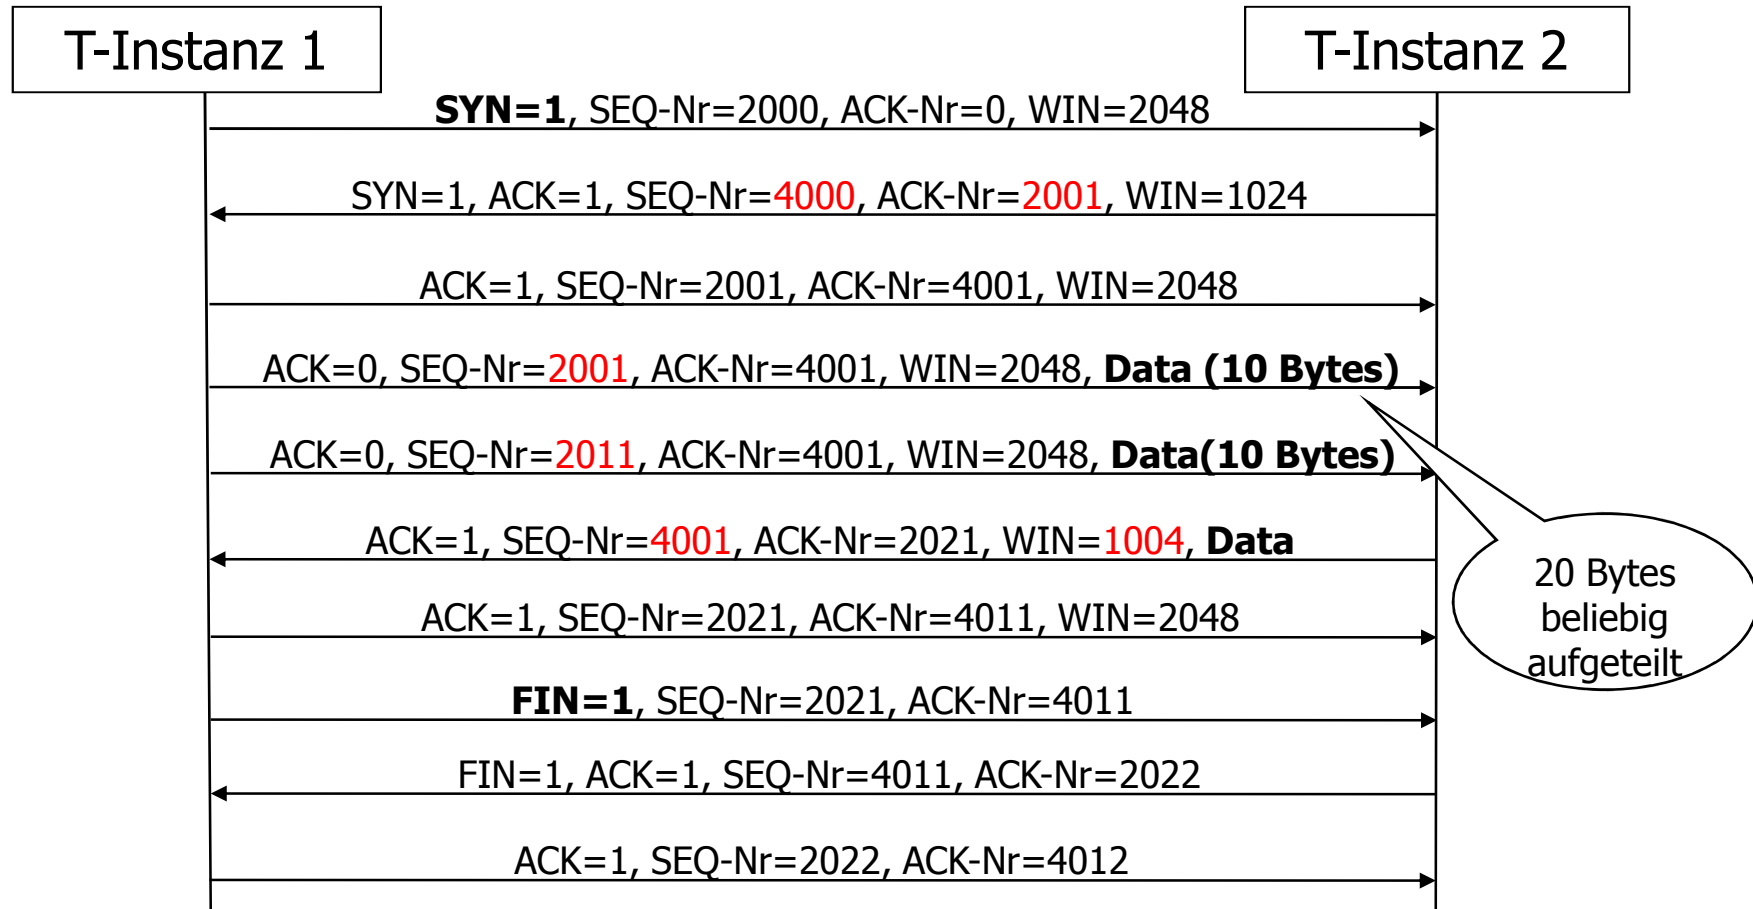 T-Instanz 1
T-Instanz 2
SYN=1, SEQ-Nr=2000, ACK-Nr=0, WIN=2048
SYN=1, ACK=1, SEQ-Nr=4000, ACK-Nr=2001, WIN=1024
ACK=1, SEQ-Nr=2001, ACK-Nr=4001, WIN=2048
ACK=0, SEQ-Nr=2001, ACK-Nr=4001, WIN=2048, Data (10 Bytes)
ACK=0, SEQ-Nr=2011, ACK-Nr=4001, WIN=2048, Data(10 Bytes)
ACK=1, SEQ-Nr=4001, ACK-Nr=2021, WIN=1004, Data
20 Bytes
beliebig
aufgeteilt
ACK=1, SEQ-Nr=2021, ACK-Nr=4011, WIN=2048
FIN=1, SEQ-Nr=2021, ACK-Nr=4011
FIN=1, ACK=1, SEQ-Nr=4011, ACK-Nr=2022
ACK=1, SEQ-Nr=2022, ACK-Nr=4012